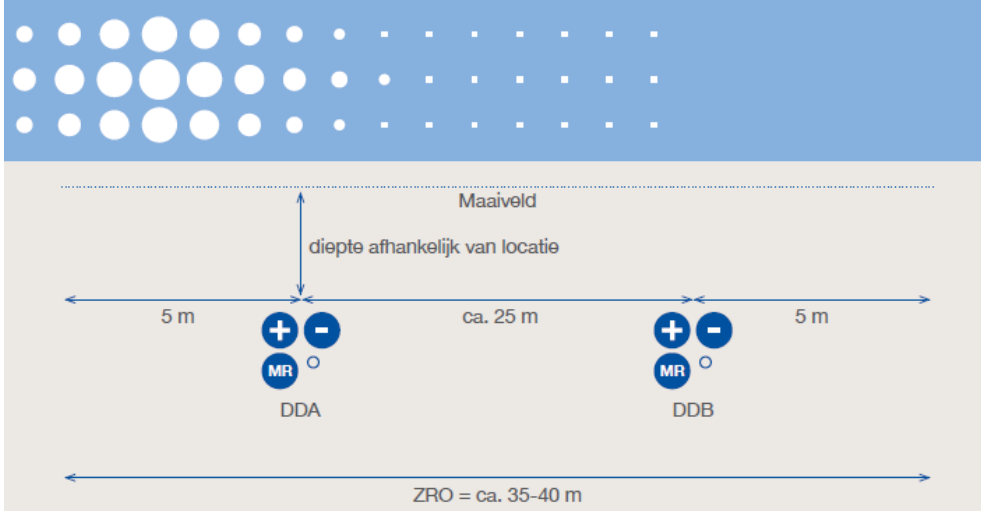 Maaiveld
diepte afhankelijk van locatie
5 m
ca. 25 m
5 m
+ -
+ -
MR
MR
DDA
DDB
ZRO = ca. 35-40 m